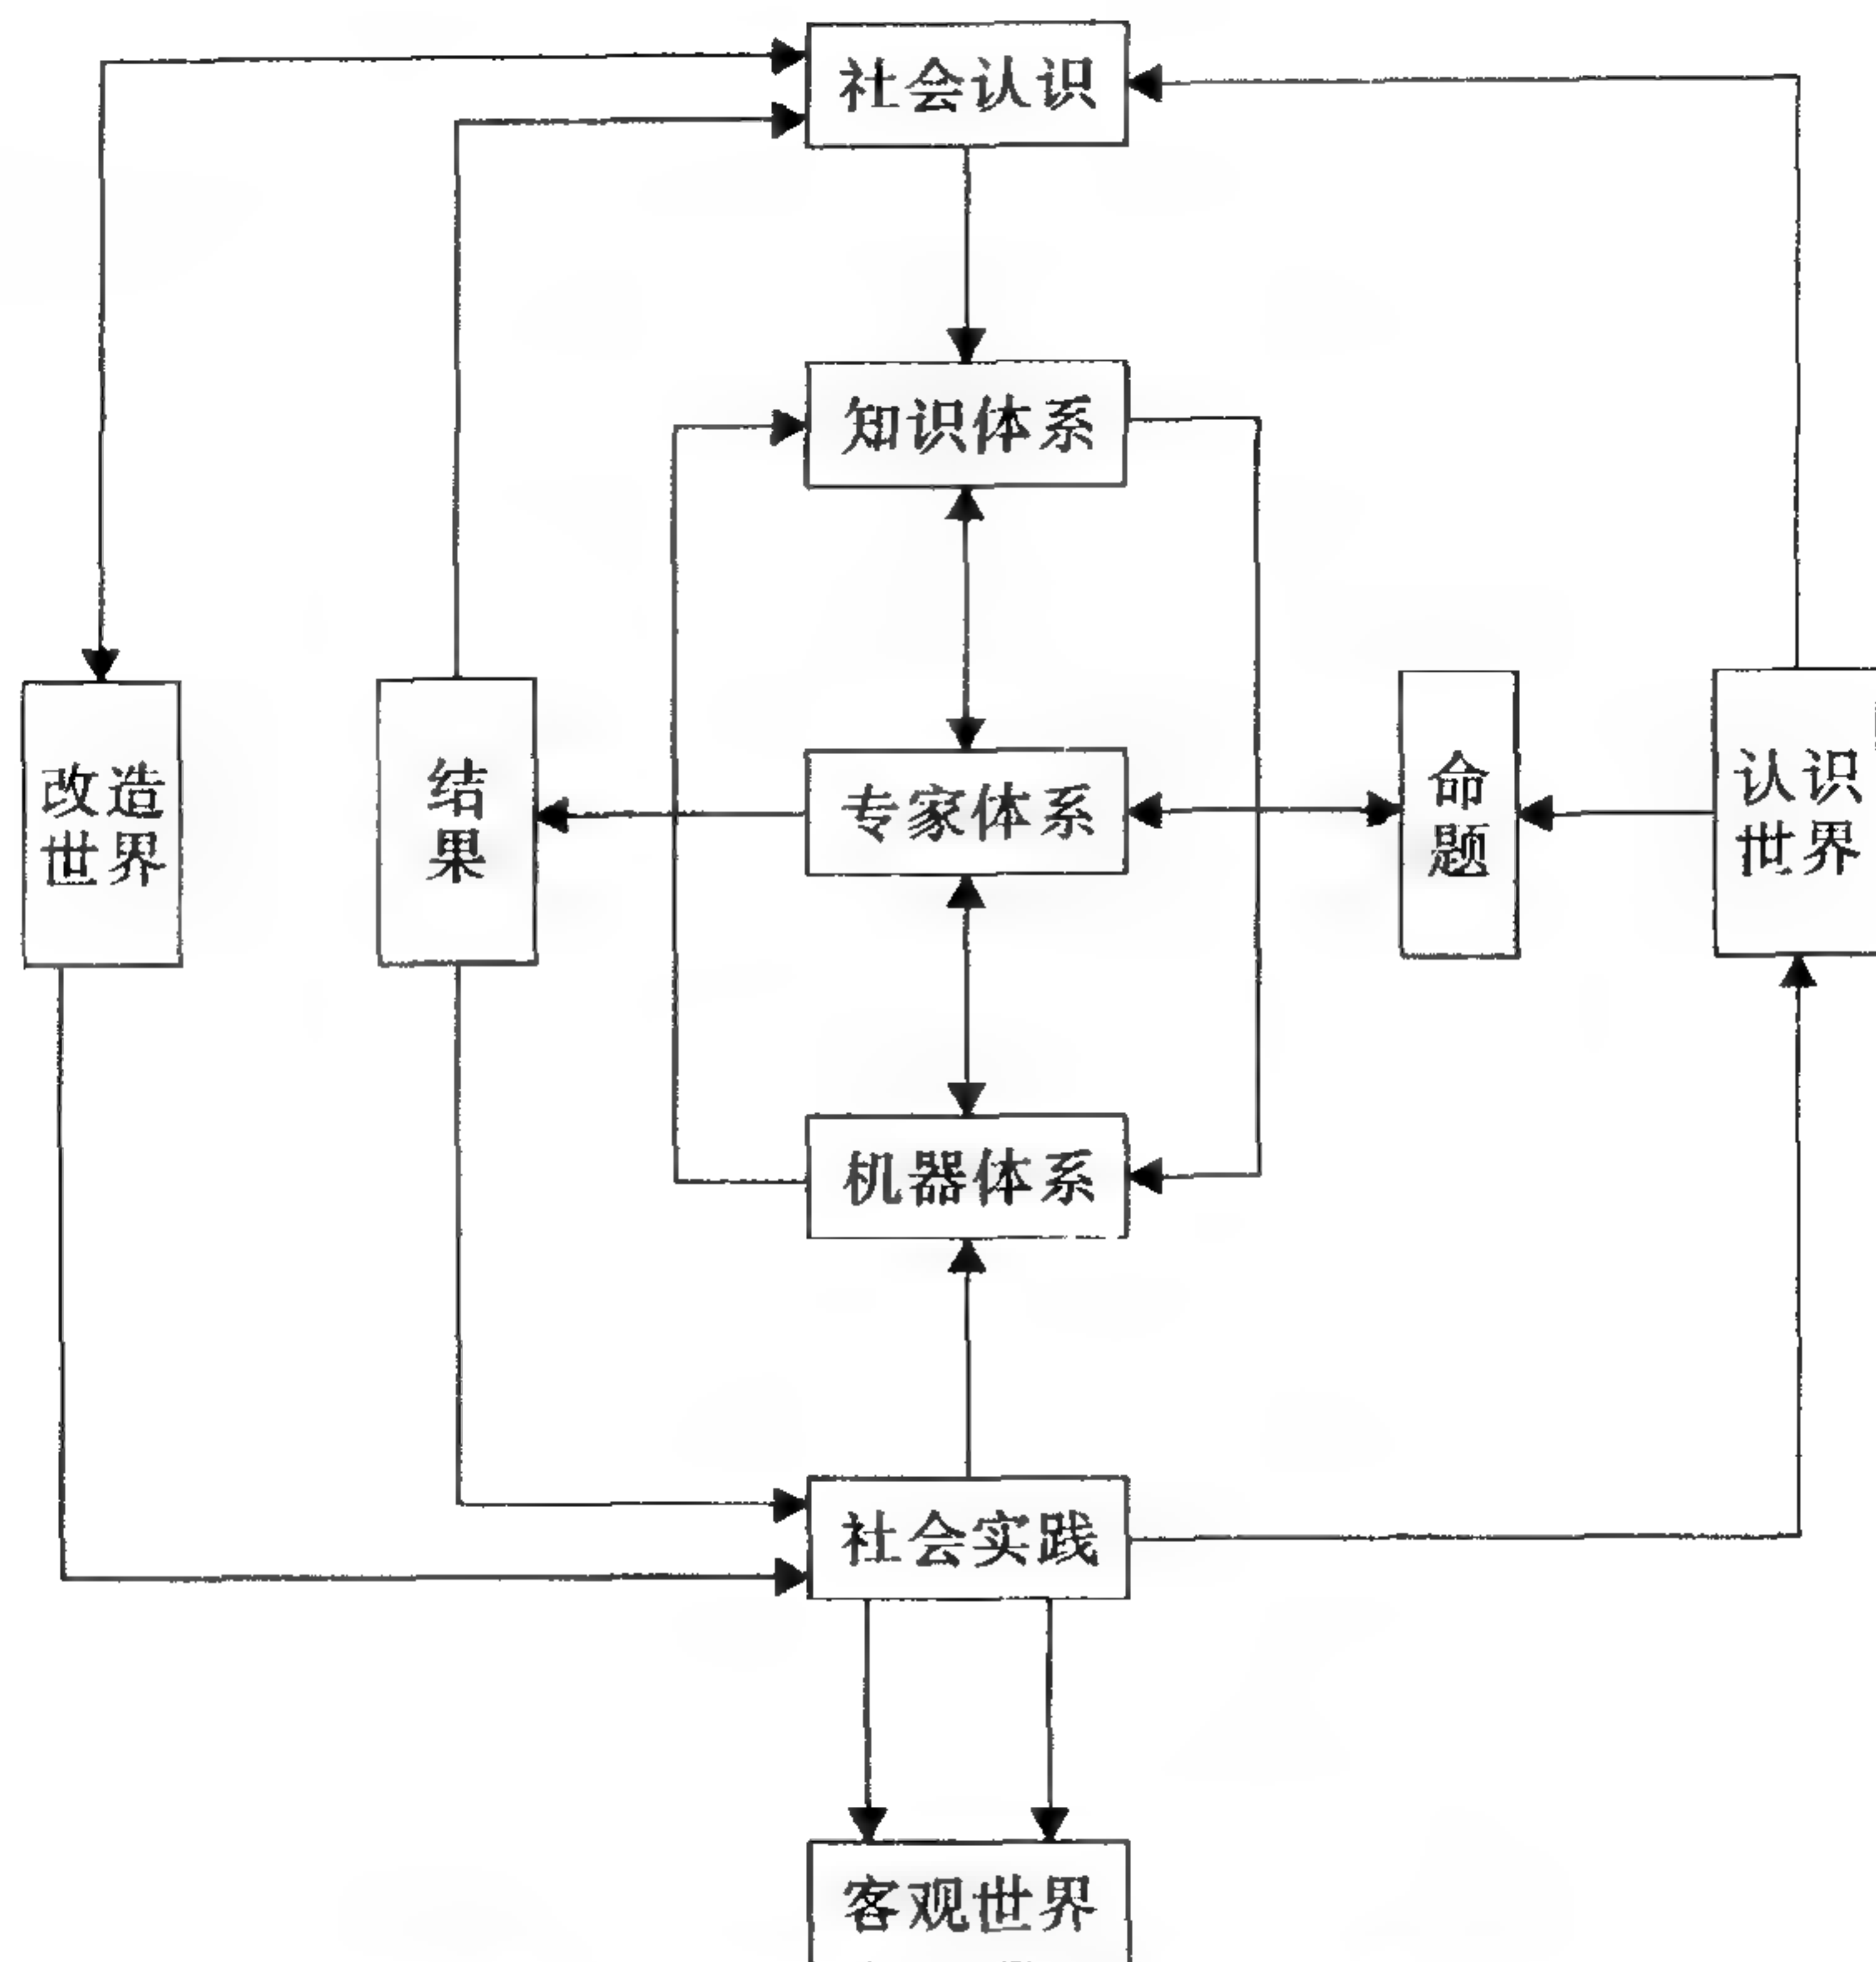 社会认识
知识体系
改造
世界
结
果
专家体系
命
题
认识
世界
机器体系
社会实践
客观世界